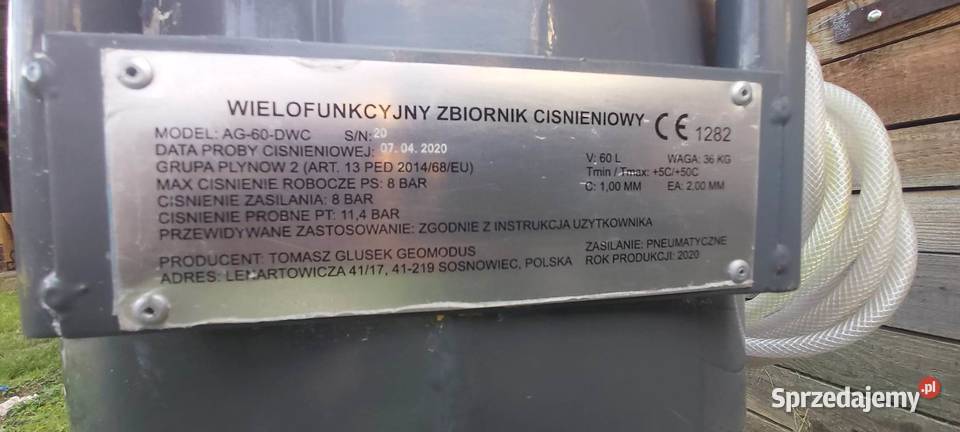 WIELOFUNKCYJNY ZBIORNIK CISNIENIOWY CE 1282
MODEL: AG-60-DWC S/N: 20
DATA PROBY CISNIENIOWEJ: 07.04.2020
GRUPA PLYNOW 2 (ART. 13 PED 2014/68/EU)
MAX CISNIENIE ROBOCZE PS: 8 BAR
CISNIENIE ZASILANIA: 8 BAR
CISNIENIE PROBNE PT: 11,4 BAR
PRZEWIDYWANE ZASTOSOWANIE: ZGODNIE Z INSTRUKCJA UZYTKOWNIKA
V: 60 L WAGA: 36 KG
Tmin / Tmax: +5C/+50C
C: 1,00 MM EA: 2,00 MM
PRODUCENT: TOMASZ GLUSEK GEOMODUS
ADRES: LENARTOWICZA 41/17, 41-219 SOSNOWIEC, POLSKA
ZASILANIE: PNEUMATYCZNE
ROK PRODUKCJI: 2020
Sprzedajemy.pl